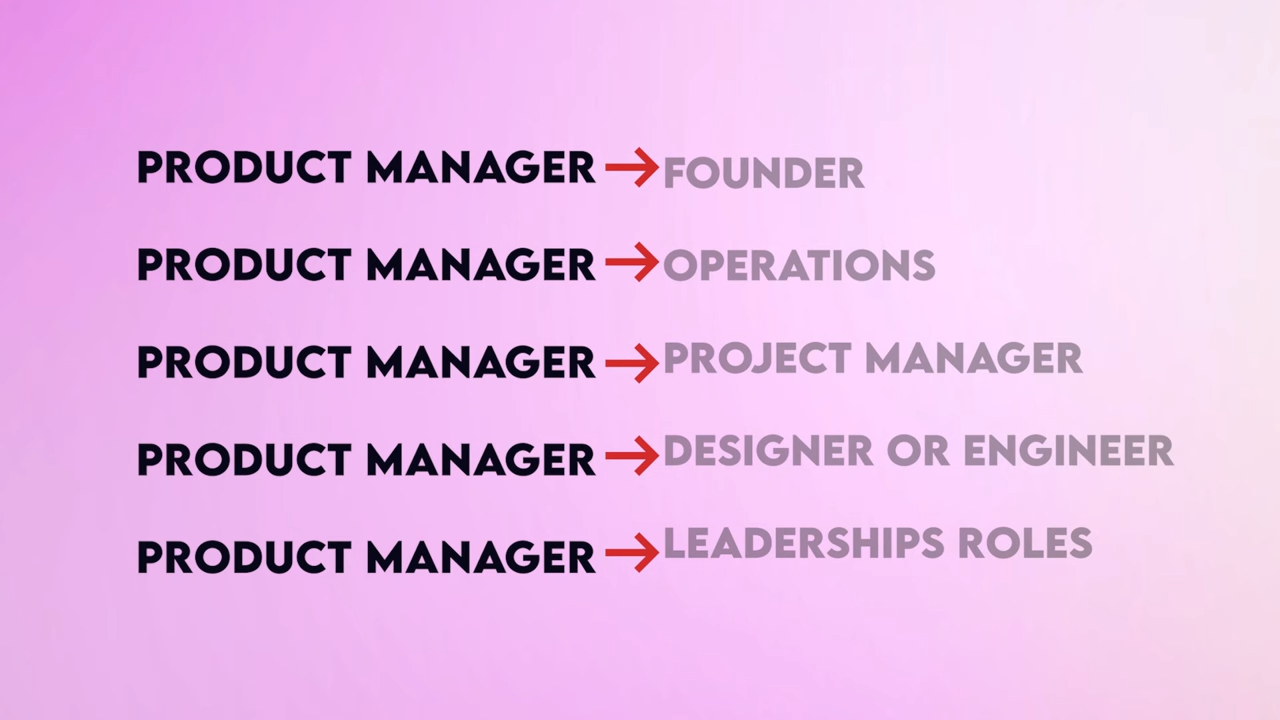 PRODUCT MANAGER → FOUNDER
PRODUCT MANAGER → OPERATIONS
PRODUCT MANAGER → PROJECT MANAGER
PRODUCT MANAGER → DESIGNER OR ENGINEER
PRODUCT MANAGER → LEADERSHIPS ROLES